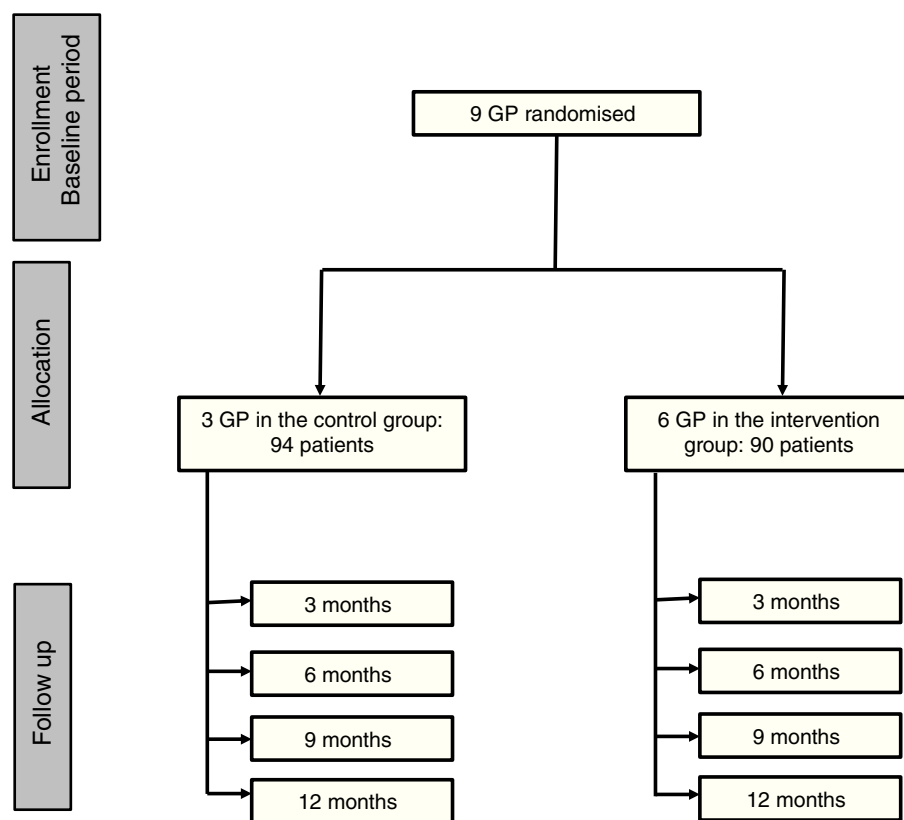 Enrollment
Baseline period
9 GP randomised
Allocation
3 GP in the control group:
94 patients
6 GP in the intervention
group: 90 patients
Follow up
3 months
6 months
9 months
12 months
3 months
6 months
9 months
12 months